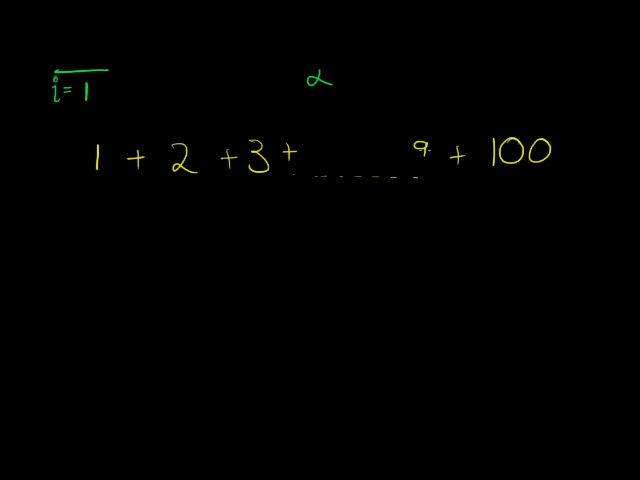 i = 1 α
1 + 2 + 3 + ------- 9 + 100